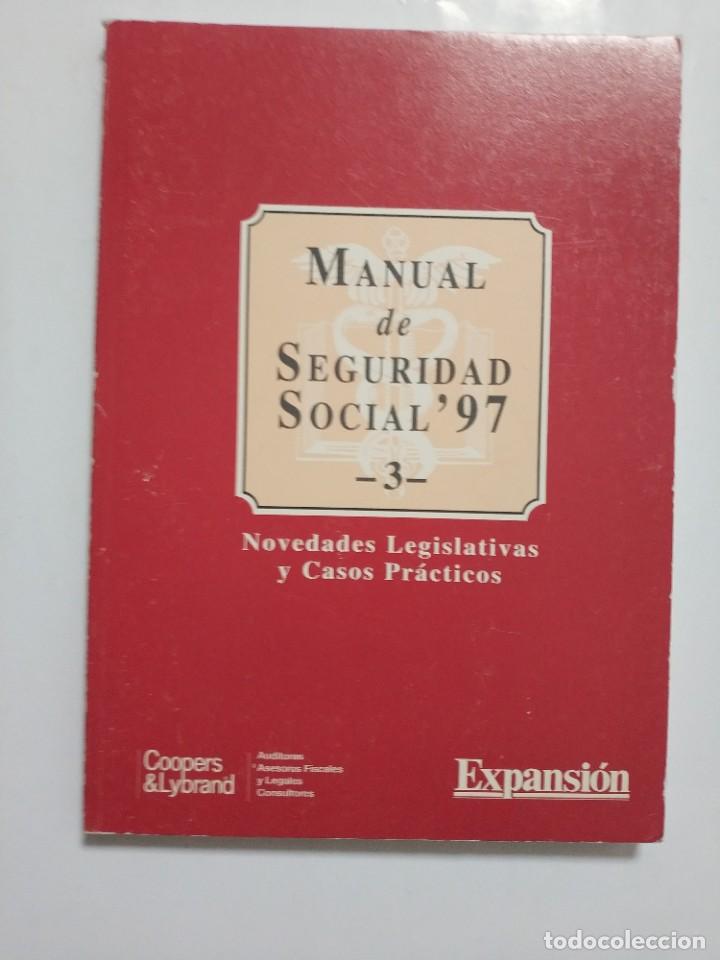 MANUAL
de
SEGURIDAD
SOCIAL '97
–3–
Novedades Legislativas
y Casos Prácticos
Coopers
&Lybrand
Auditores
Asesores Fiscales
y Legales
Consultores
Expansión
todocoleccion